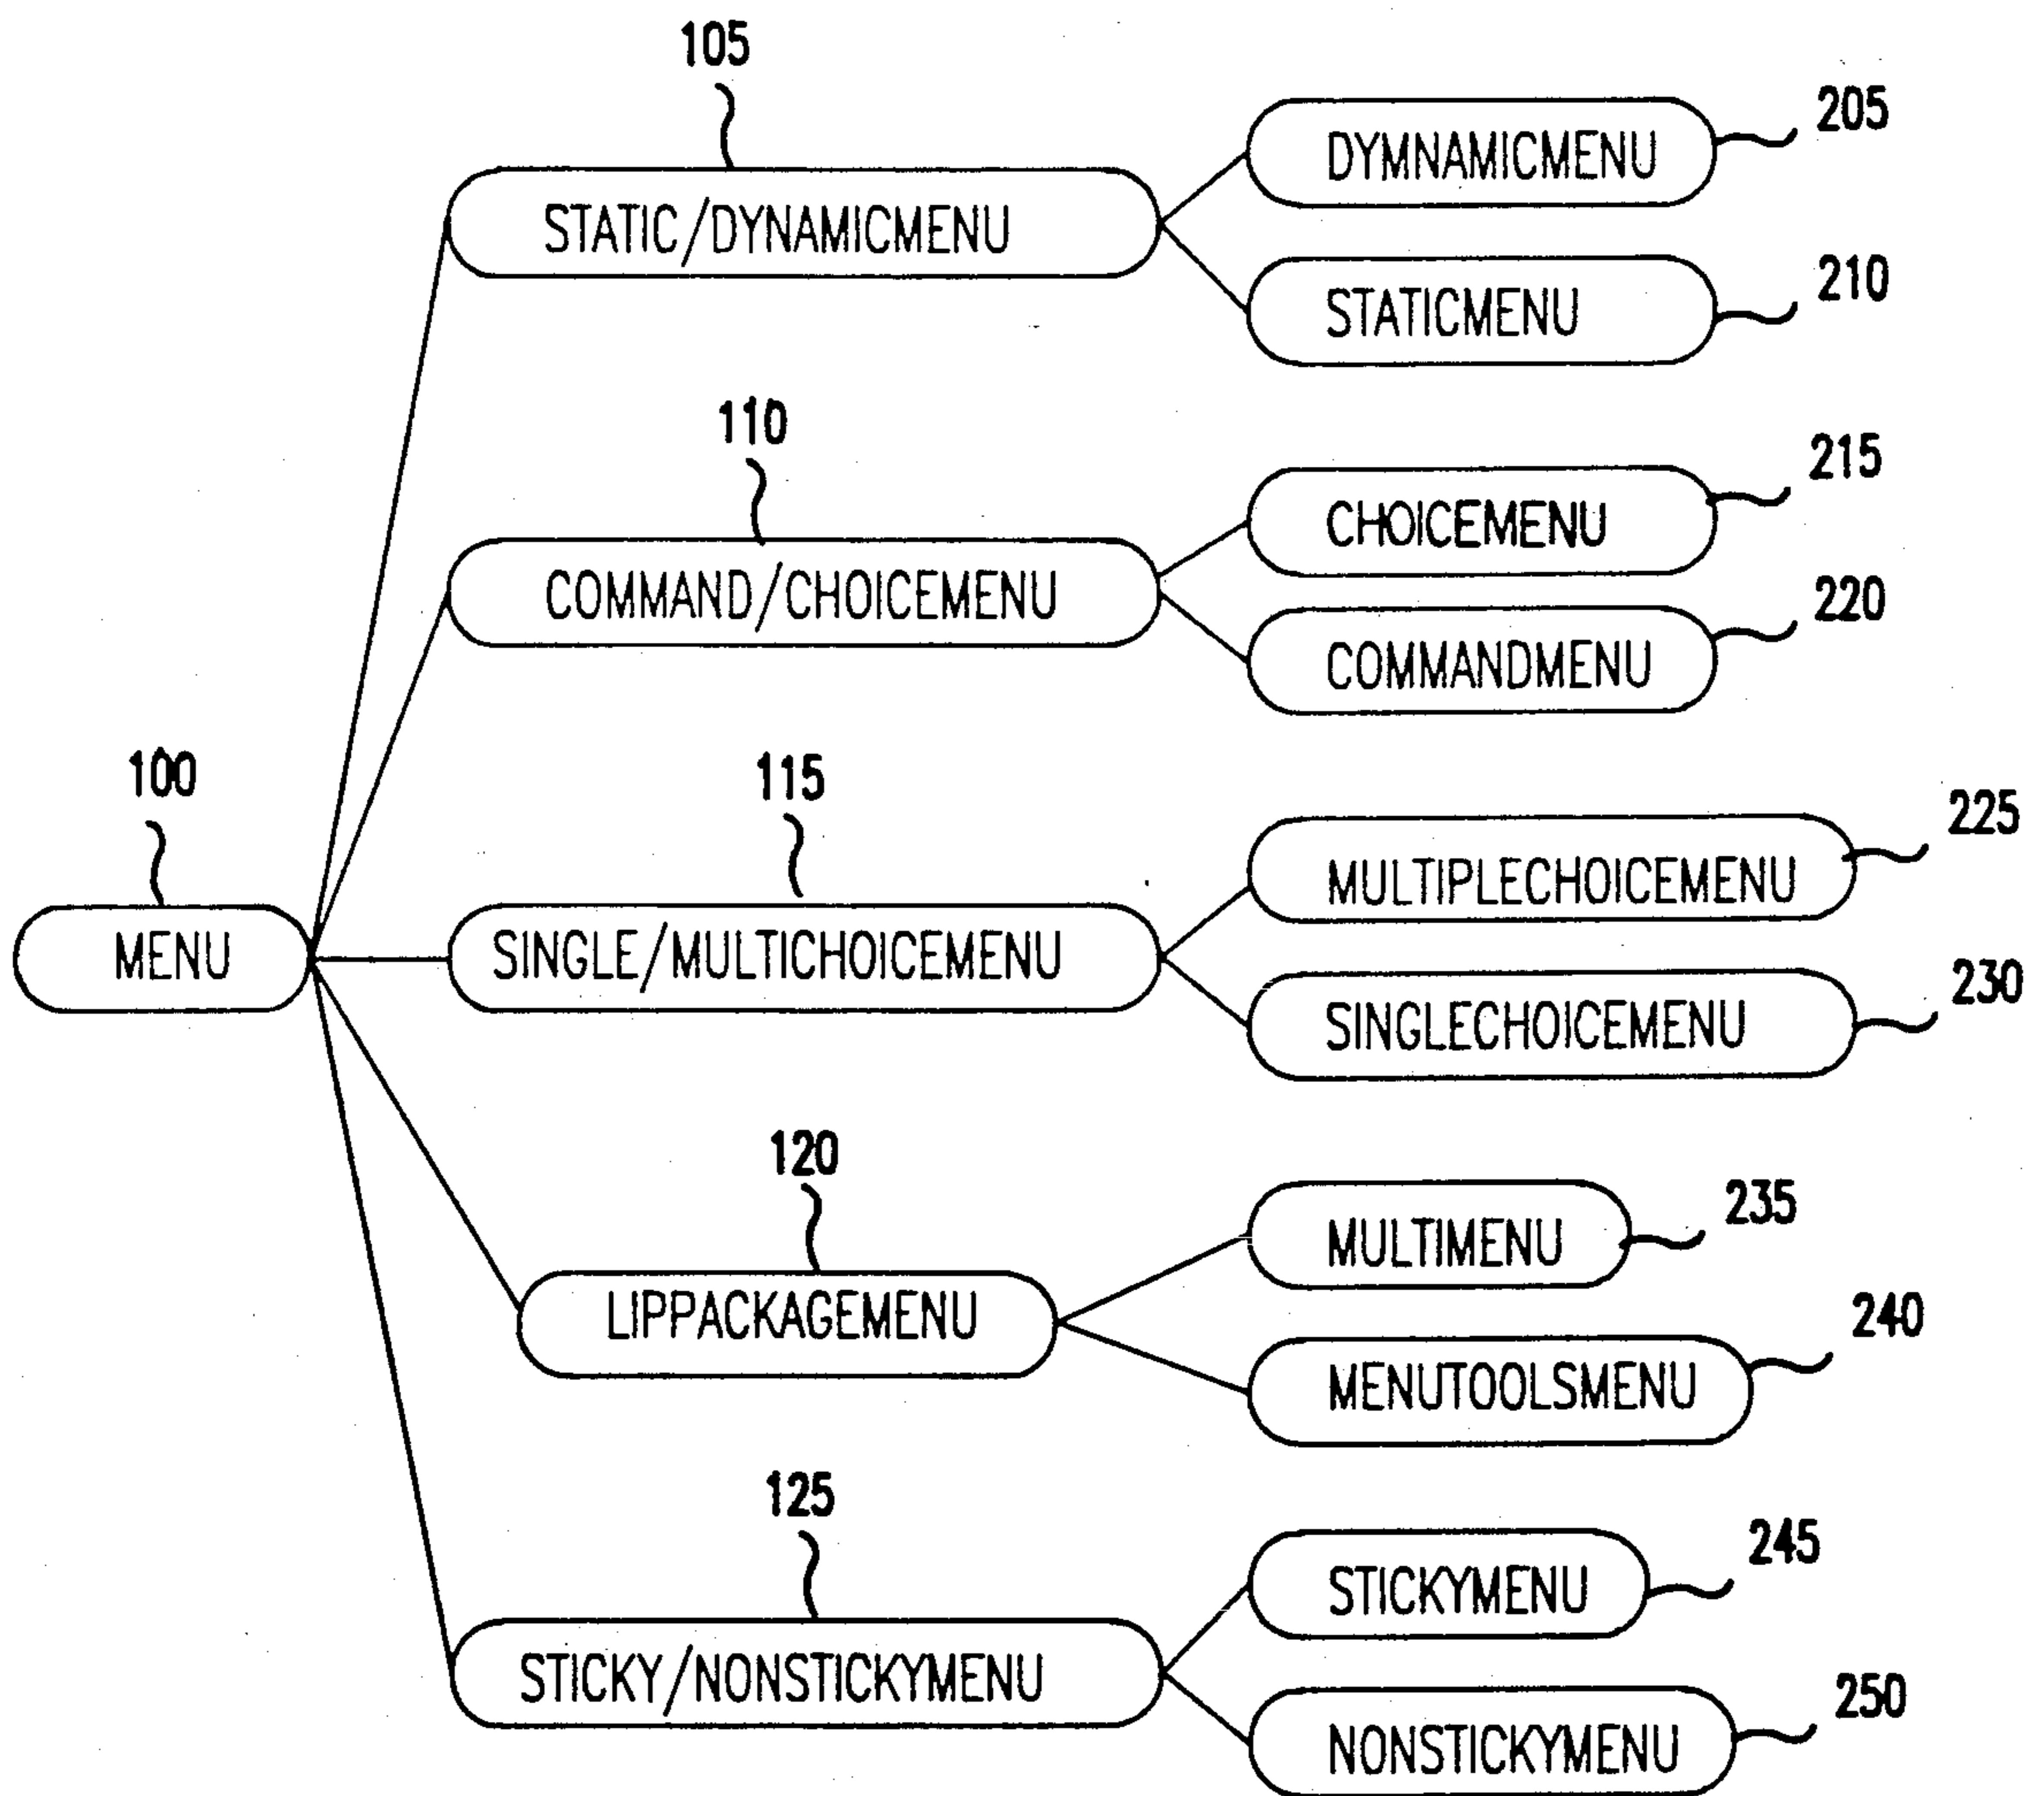 105
205
DYMNAMICMENU
STATIC/DYNAMICMENU
210
STATICMENU
110
215
CHOICEMENU
COMMAND/CHOICEMENU
220
COMMANDMENU
100
115
225
MULTIPLECHOICEMENU
MENU
SINGLE/MULTICHOICEMENU
230
SINGLECHOICEMENU
120
235
MULTIMENU
LIPPACKAGEMENU
240
MENUTOOLSMENU
125
245
STICKYMENU
STICKY/NONSTICKYMENU
250
NONSTICKYMENU